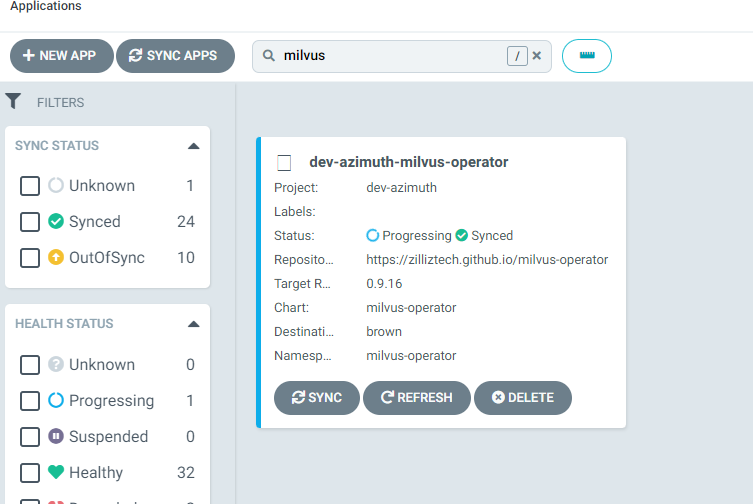 Applications
NEW APP
SYNC APPS
milvus
/
FILTERS
SYNC STATUS
Unknown 1
Synced 24
OutOfSync 10
HEALTH STATUS
Unknown 0
Progressing 1
Suspended 0
Healthy 32
dev-azimuth-milvus-operator
Project: dev-azimuth
Labels:
Status: Progressing Synced
Reposito... https://zilliztech.github.io/milvus-operator
Target R... 0.9.16
Chart: milvus-operator
Destinati... brown
Namesp... milvus-operator
SYNC
REFRESH
DELETE